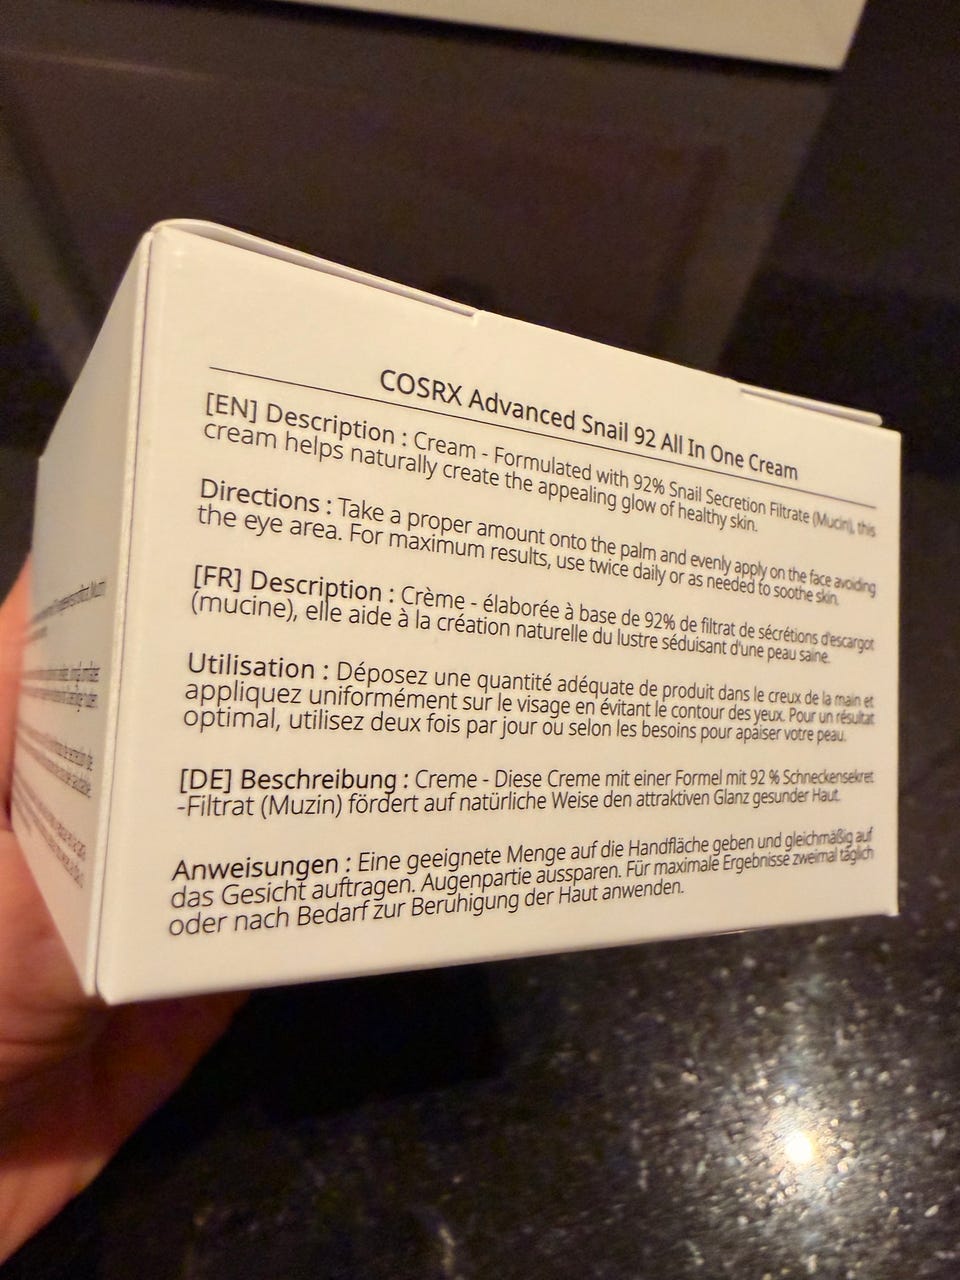 COSRX Advanced Snail 92 All In One Cream
[EN] Description : Cream - Formulated with 92% Snail Secretion Filtrate (Mucin), this
cream helps naturally create the appealing glow of healthy skin.
Directions : Take a proper amount onto the palm and evenly apply on the face avoiding
the eye area. For maximum results, use twice daily or as needed to soothe skin.
[FR] Description : Crème - élaborée à base de 92% de filtrat de sécrétions d'escargot
(mucine), elle aide à la création naturelle du lustre séduisant d'une peau saine.
Utilisation : Déposez une quantité adéquate de produit dans le creux de la main et
appliquez uniformément sur le visage en évitant le contour des yeux. Pour un résultat
optimal, utilisez deux fois par jour ou selon les besoins pour apaiser votre peau.
[DE] Beschreibung : Creme - Diese Creme mit einer Formel mit 92 % Schneckensekret
-Filtrat (Muzin) fördert auf natürliche Weise den attraktiven Glanz gesunder Haut.
Anweisungen : Eine geeignete Menge auf die Handfläche geben und gleichmäßig auf
das Gesicht auftragen. Augenpartie aussparen. Für maximale Ergebnisse zweimal täglich
oder nach Bedarf zur Beruhigung der Haut anwenden.